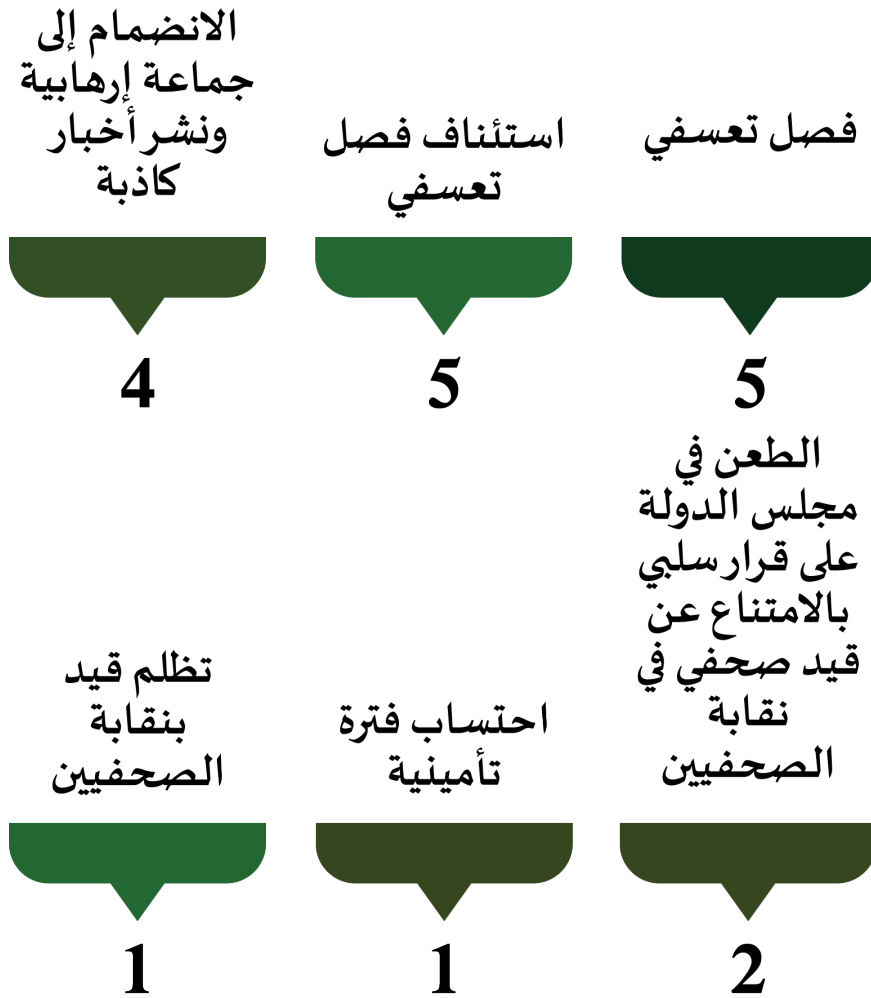 فصل تعسفي
5
استئناف فصل
تعسفي
5
الانضمام إلى
جماعة إرهابية
ونشر أخبار
كاذبة
4
الطعن في
مجلس الدولة
على قرار سلبي
بالامتناع عن
قيد صحفي في
نقابة
الصحفيين
2
احتساب فترة
تأمينية
1
تظلم قيد
بنقابة
الصحفيين
1